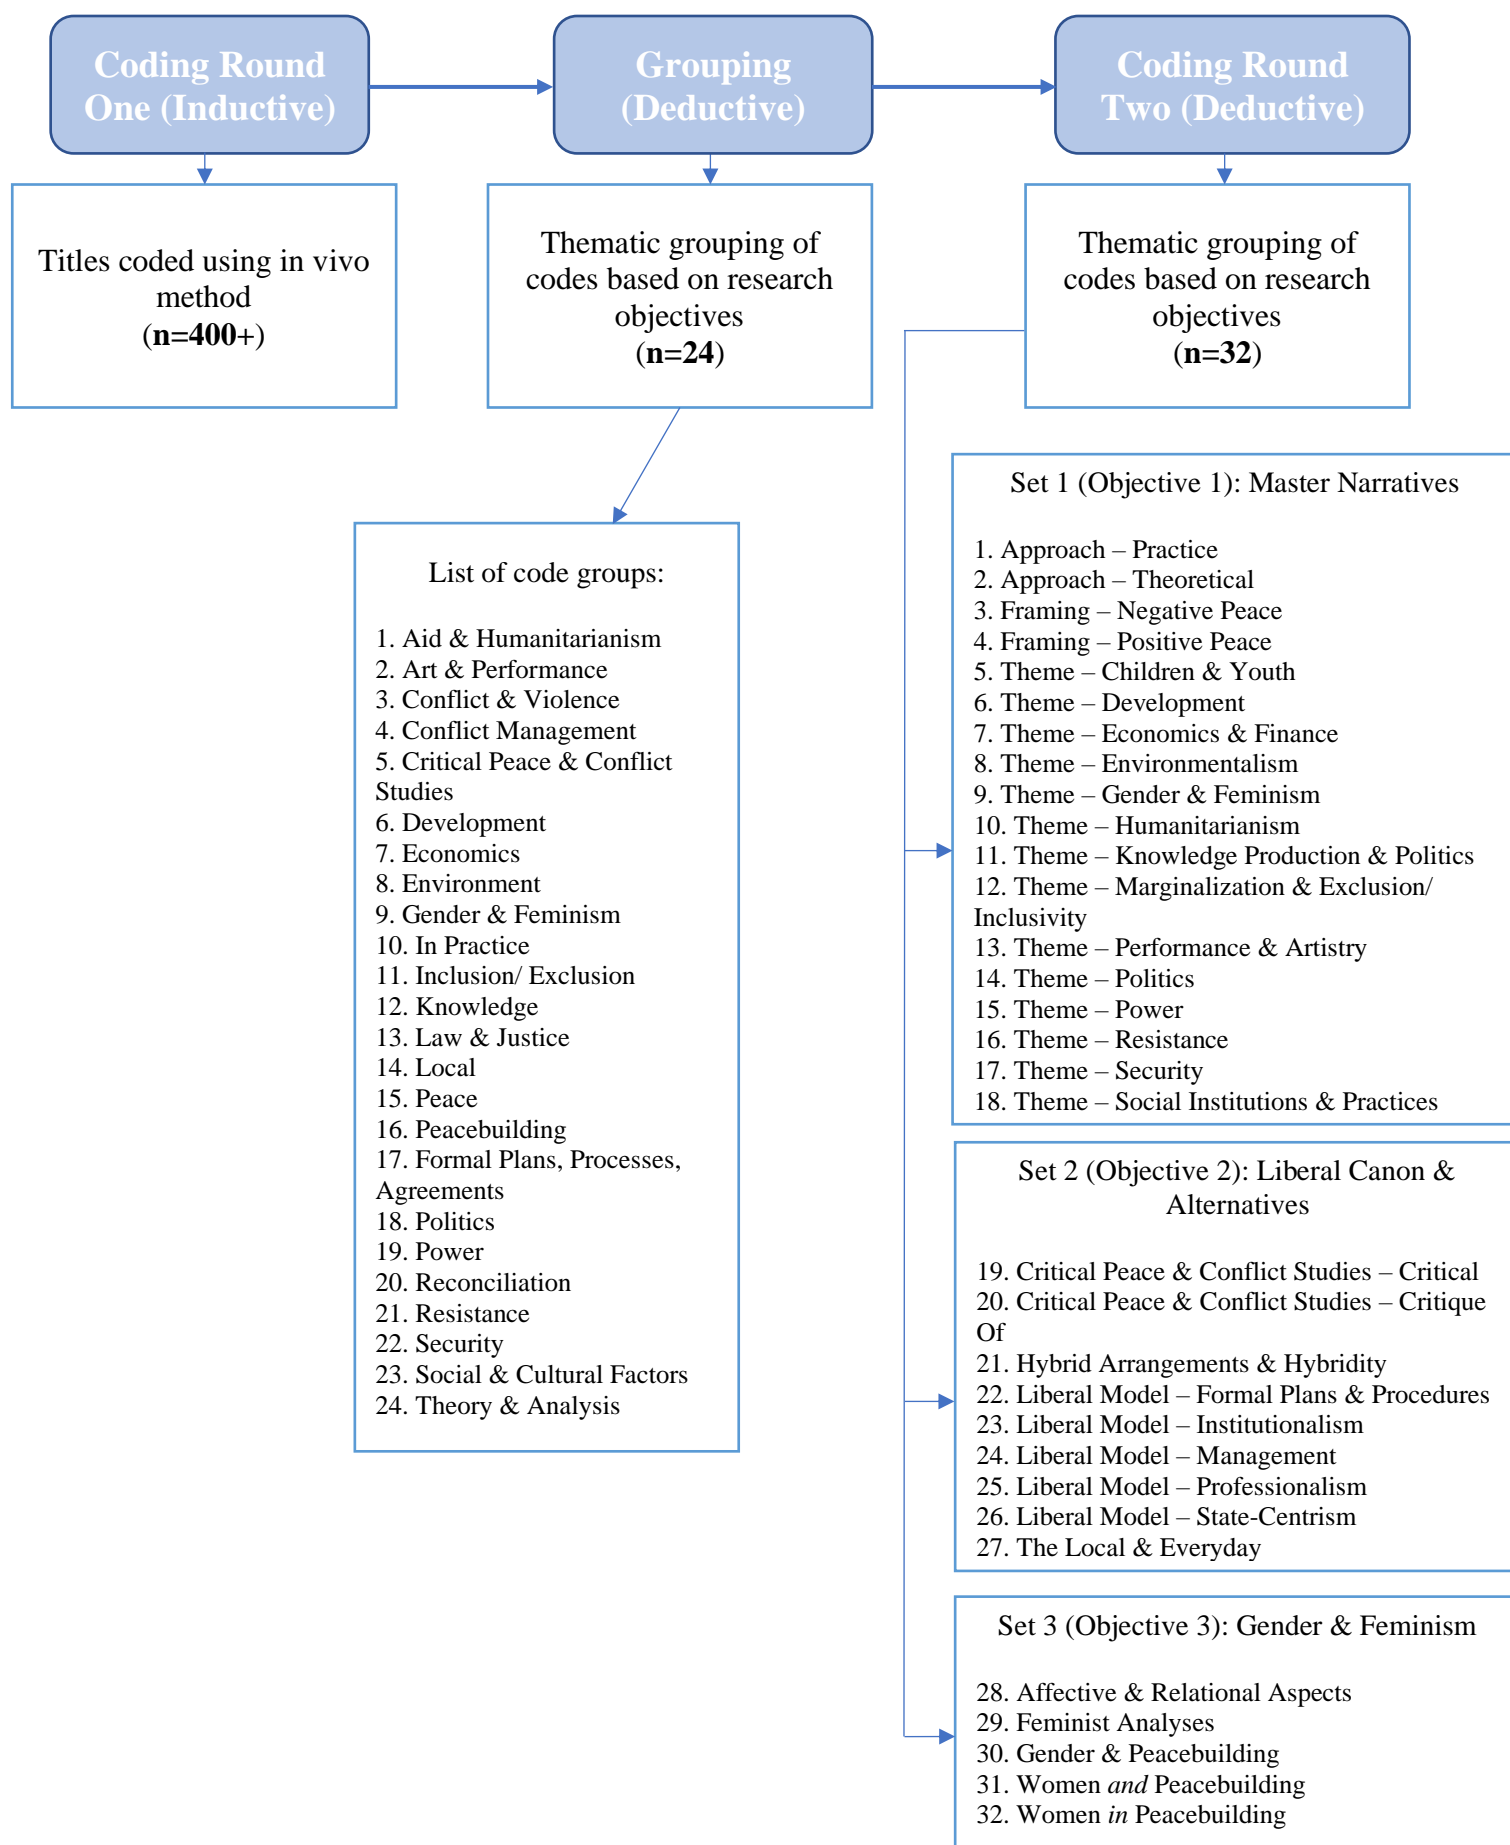 Coding Round
One (Inductive)
Grouping
(Deductive)
Coding Round
Two (Deductive)
Titles coded using in vivo
method
(n=400+)
Thematic grouping of
codes based on research
objectives
(n=24)
Thematic grouping of
codes based on research
objectives
(n=32)
List of code groups:
1. Aid & Humanitarianism
2. Art & Performance
3. Conflict & Violence
4. Conflict Management
5. Critical Peace & Conflict
Studies
6. Development
7. Economics
8. Environment
9. Gender & Feminism
10. In Practice
11. Inclusion/ Exclusion
12. Knowledge
13. Law & Justice
14. Local
15. Peace
16. Peacebuilding
17. Formal Plans, Processes,
Agreements
18. Politics
19. Power
20. Reconciliation
21. Resistance
22. Security
23. Social & Cultural Factors
24. Theory & Analysis
Set 1 (Objective 1): Master Narratives
1. Approach – Practice
2. Approach – Theoretical
3. Framing – Negative Peace
4. Framing – Positive Peace
5. Theme – Children & Youth
6. Theme – Development
7. Theme – Economics & Finance
8. Theme – Environmentalism
9. Theme – Gender & Feminism
10. Theme – Humanitarianism
11. Theme – Knowledge Production & Politics
12. Theme – Marginalization & Exclusion/
Inclusivity
13. Theme – Performance & Artistry
14. Theme – Politics
15. Theme – Power
16. Theme – Resistance
17. Theme – Security
18. Theme – Social Institutions & Practices
Set 2 (Objective 2): Liberal Canon &
Alternatives
19. Critical Peace & Conflict Studies – Critical
20. Critical Peace & Conflict Studies – Critique
Of
21. Hybrid Arrangements & Hybridity
22. Liberal Model – Formal Plans & Procedures
23. Liberal Model – Institutionalism
24. Liberal Model – Management
25. Liberal Model – Professionalism
26. Liberal Model – State-Centrism
27. The Local & Everyday
Set 3 (Objective 3): Gender & Feminism
28. Affective & Relational Aspects
29. Feminist Analyses
30. Gender & Peacebuilding
31. Women and Peacebuilding
32. Women in Peacebuilding